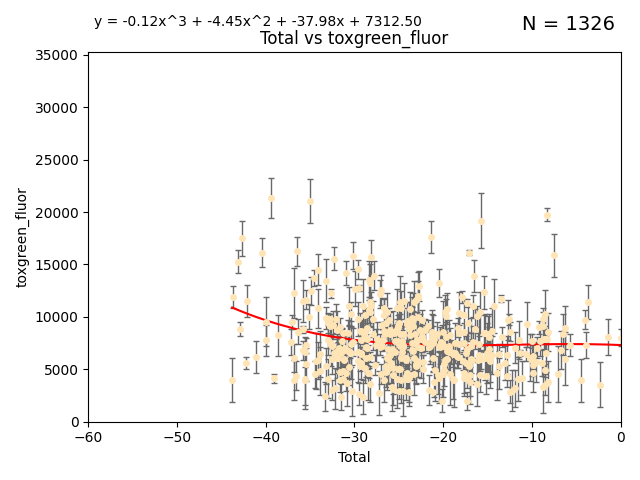 y = -0.12x^3 + -4.45x^2 + -37.98x + 7312.50
N = 1326
Total vs toxgreen_fluor
35000
30000
25000
20000
15000
10000
5000
0
toxgreen_fluor
−60 −50 −40 −30 −20 −10 0
Total